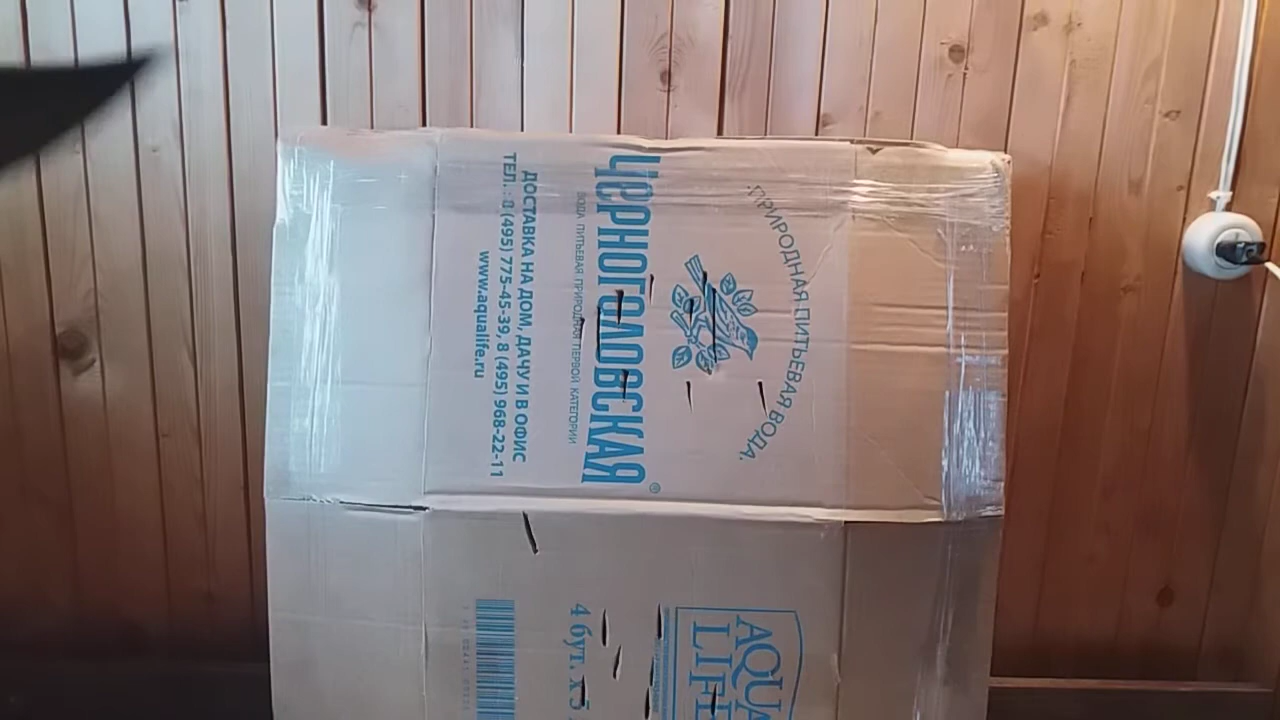 ПРИРОДНАЯ ПИТЬЕВАЯ ВОДА.
ЧЕРНОГОЛОВСКАЯ®
ВОДА ПИТЬЕВАЯ ПРИРОДНАЯ ПЕРВОЙ КАТЕГОРИИ
ДОСТАВКА НА ДОМ, ДАЧУ И В ОФИС
ТЕЛ.: 8 (495) 775-45-39, 8 (495) 968-22-11
www.aqualife.ru
AQUA
LIFE
4 бут. x5